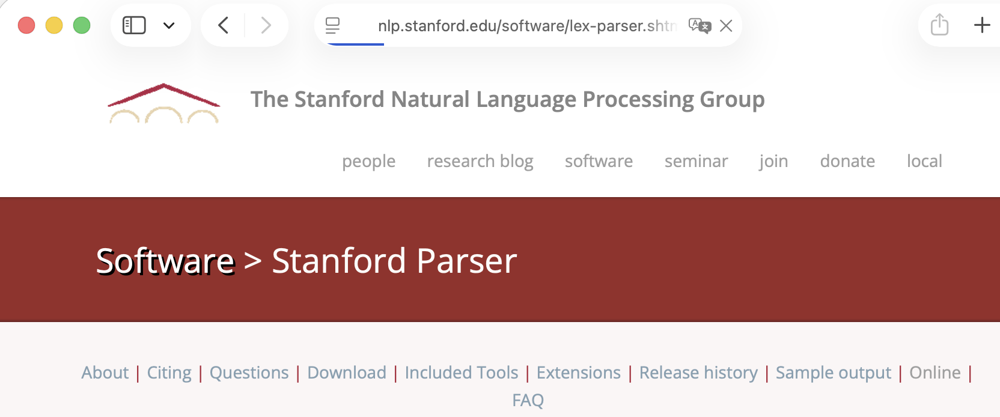 nlp.stanford.edu/software/lex-parser.shtm
The Stanford Natural Language Processing Group
people research blog software seminar join donate local
Software > Stanford Parser
About | Citing | Questions | Download | Included Tools | Extensions | Release history | Sample output | Online |
FAQ